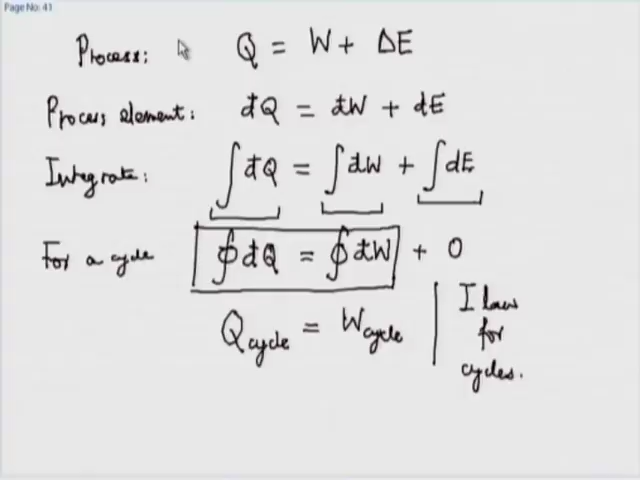 Page No: 41
Process: Q = W + ΔE
Process element: đQ = đW + dE
Integrate: ∫đQ = ∫đW + ∫dE
For a cycle ∮đQ = ∮đW + 0
Qcycle = Wcycle
I law
for
cycles.